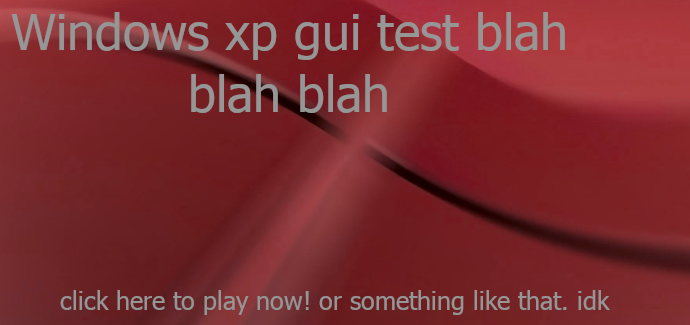 Windows xp gui test blah
blah blah
click here to play now! or something like that. idk